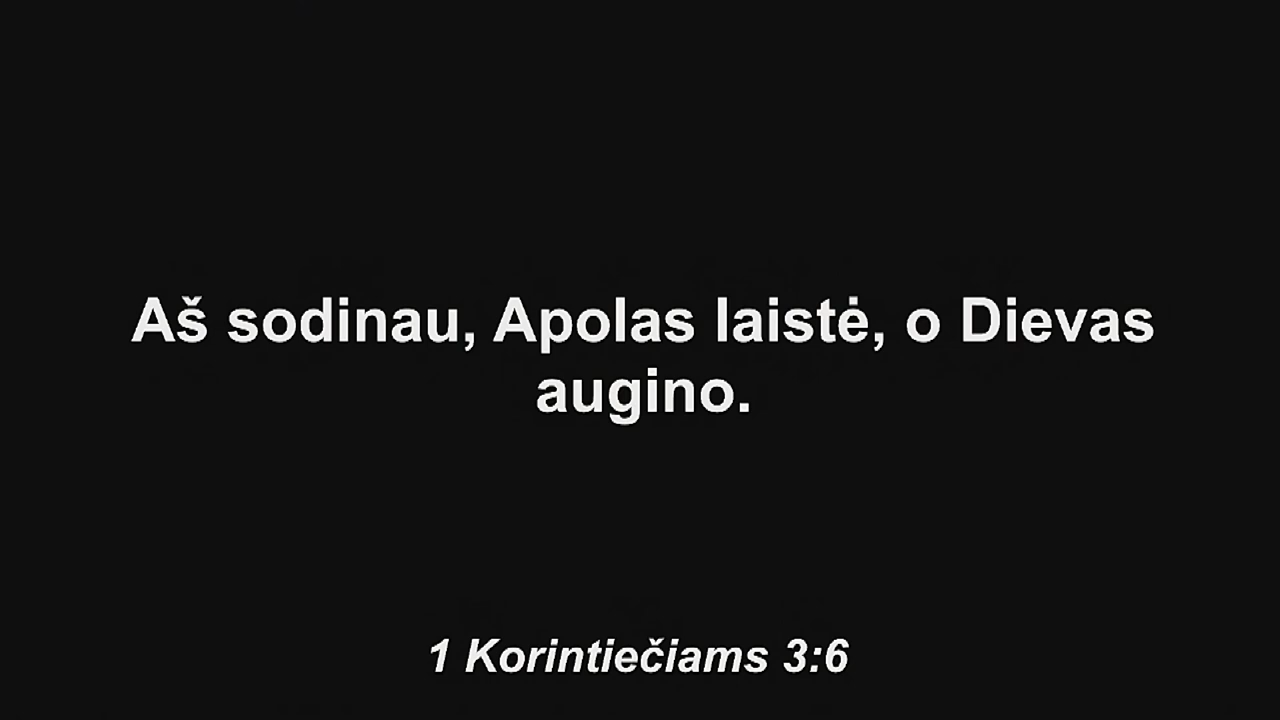 Aš sodinau, Apolas laistė, o Dievas
augino.
1 Korintiečiams 3:6